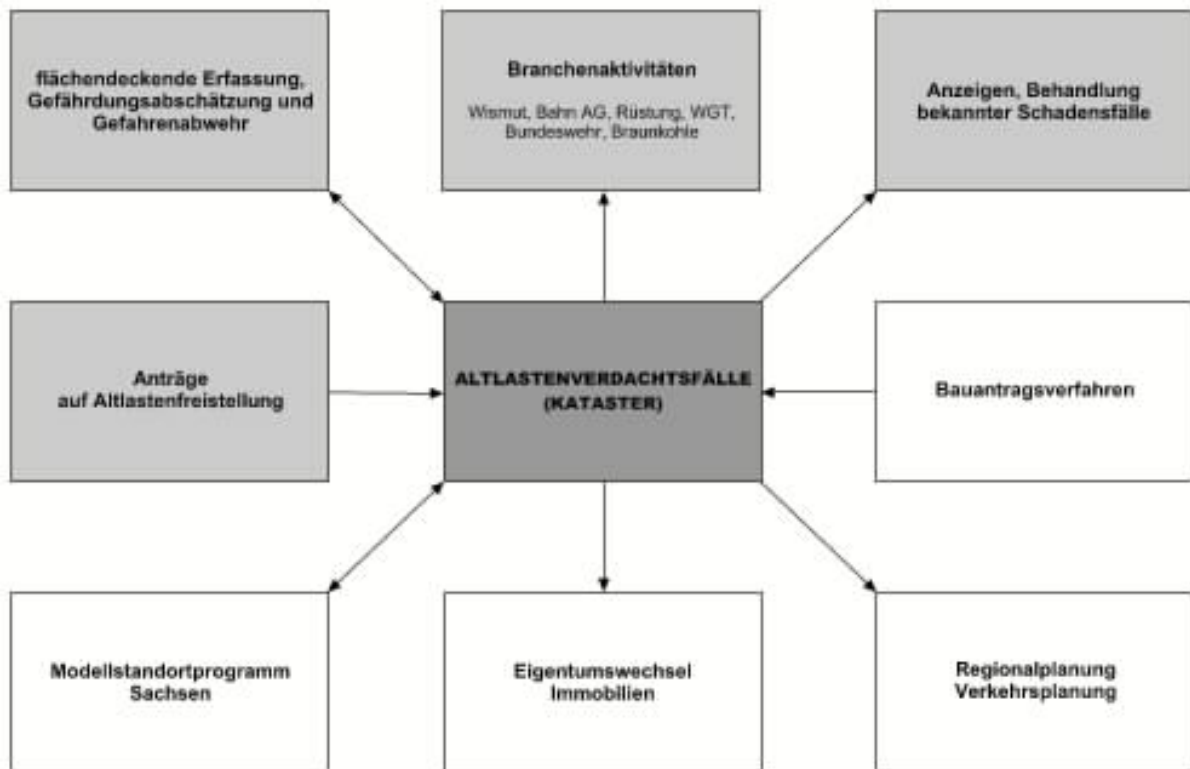 flächendeckende Erfassung,
Gefährdungsabschätzung und
Gefahrenabwehr
Branchenaktivitäten
Wismut, Bahn AG, Rüstung, WGT,
Bundeswehr, Braunkohle
Anzeigen, Behandlung
bekannter Schadensfälle
Anträge
auf Altlastenfreistellung
ALTLASTENVERDACHTSFÄLLE
(KATASTER)
Bauantragsverfahren
Modellstandortprogramm
Sachsen
Eigentumswechsel
Immobilien
Regionalplanung
Verkehrsplanung